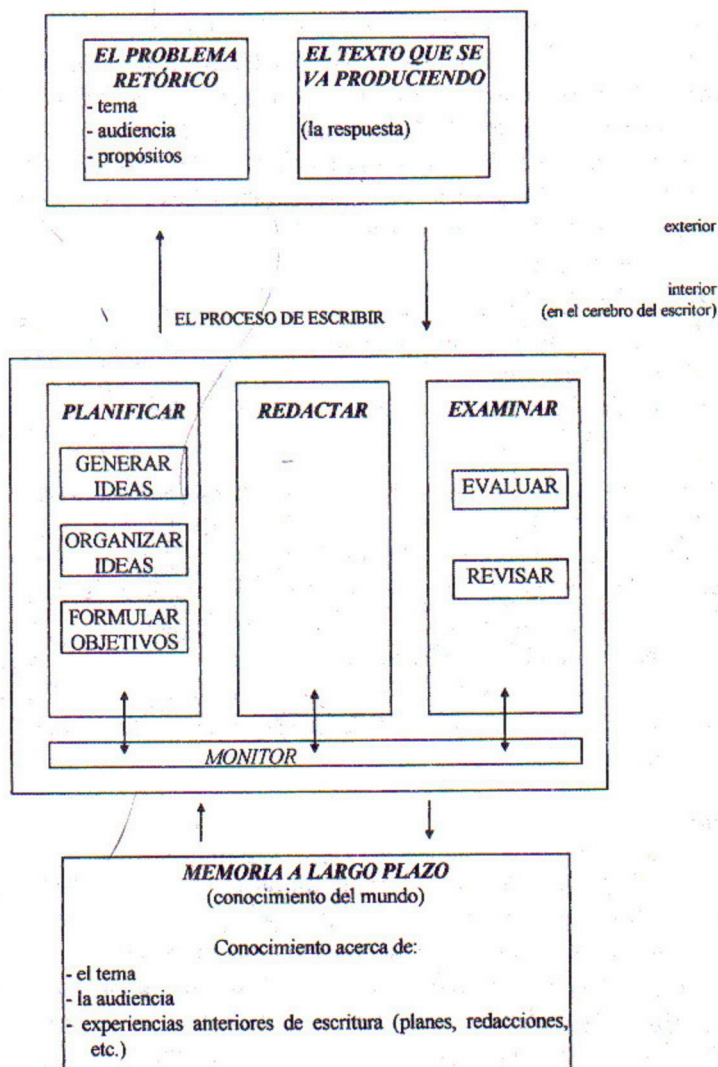 EL PROBLEMA
RETÓRICO
- tema
- audiencia
- propósitos
EL TEXTO QUE SE
VA PRODUCIENDO
(la respuesta)
exterior
interior
(en el cerebro del escritor)
EL PROCESO DE ESCRIBIR
PLANIFICAR
GENERAR
IDEAS
ORGANIZAR
IDEAS
FORMULAR
OBJETIVOS
REDACTAR
EXAMINAR
EVALUAR
REVISAR
MONITOR
MEMORIA A LARGO PLAZO
(conocimiento del mundo)
Conocimiento acerca de:
- el tema
- la audiencia
- experiencias anteriores de escritura (planes, redacciones,
etc.)